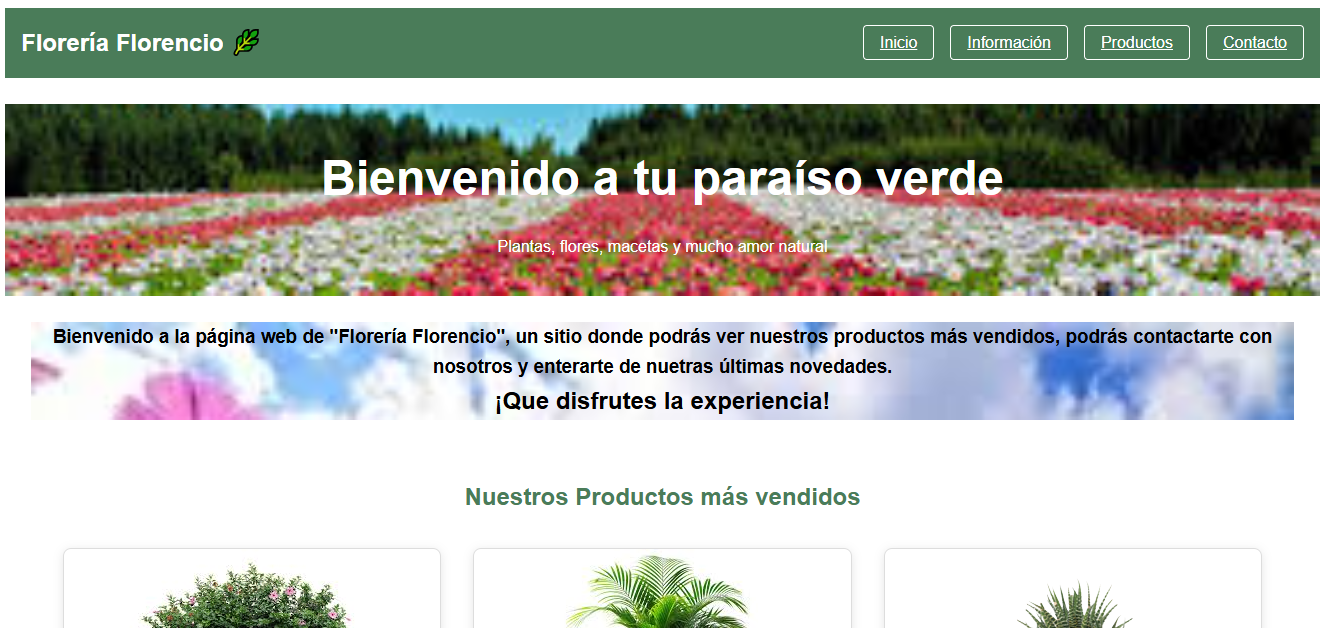 Florería Florencio
Inicio
Información
Productos
Contacto
Bienvenido a tu paraíso verde
Plantas, flores, macetas y mucho amor natural
Bienvenido a la página web de "Florería Florencio", un sitio donde podrás ver nuestros productos más vendidos, podrás contactarte con
nosotros y enterarte de nuetras últimas novedades.
¡Que disfrutes la experiencia!
Nuestros Productos más vendidos